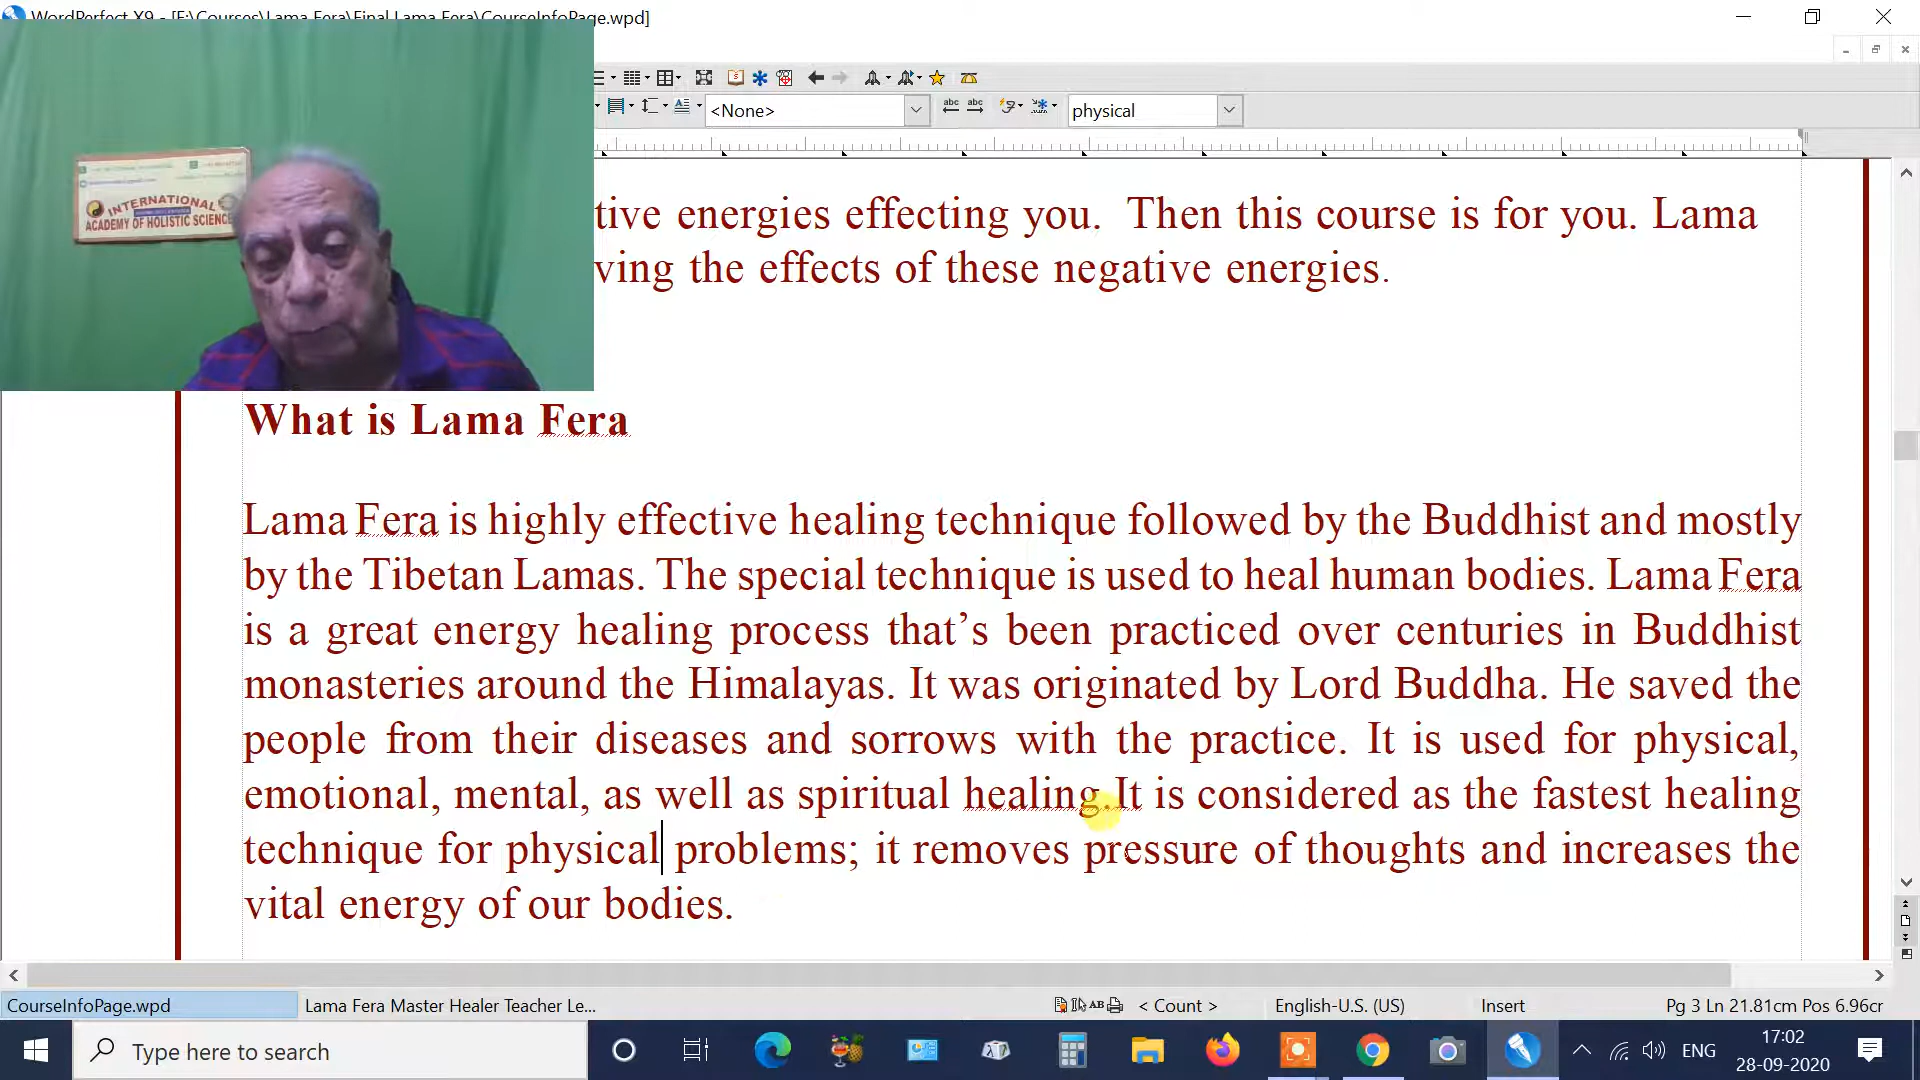 WordPerfect X9 - [F:\Courses\Lama Fera\Final Lama Fera\CourseInfoPage.wpd]
<None>
physical
INTERNATIONAL
ACADEMY OF HOLISTIC SCIENCE
tive energies effecting you.  Then this course is for you. Lama
ving the effects of these negative energies.
What is Lama Fera
Lama Fera is highly effective healing technique followed by the Buddhist and mostly
by the Tibetan Lamas. The special technique is used to heal human bodies. Lama Fera
is a great energy healing process that’s been practiced over centuries in Buddhist
monasteries around the Himalayas. It was originated by Lord Buddha. He saved the
people from their diseases and sorrows with the practice. It is used for physical,
emotional, mental, as well as spiritual healing.It is considered as the fastest healing
technique for physical problems; it removes pressure of thoughts and increases the
vital energy of our bodies.
CourseInfoPage.wpd
Lama Fera Master Healer Teacher Le...
< Count >
English-U.S. (US)
Insert
Pg 3 Ln 21.81cm Pos 6.96cr
Type here to search
ENG
17:02
28-09-2020